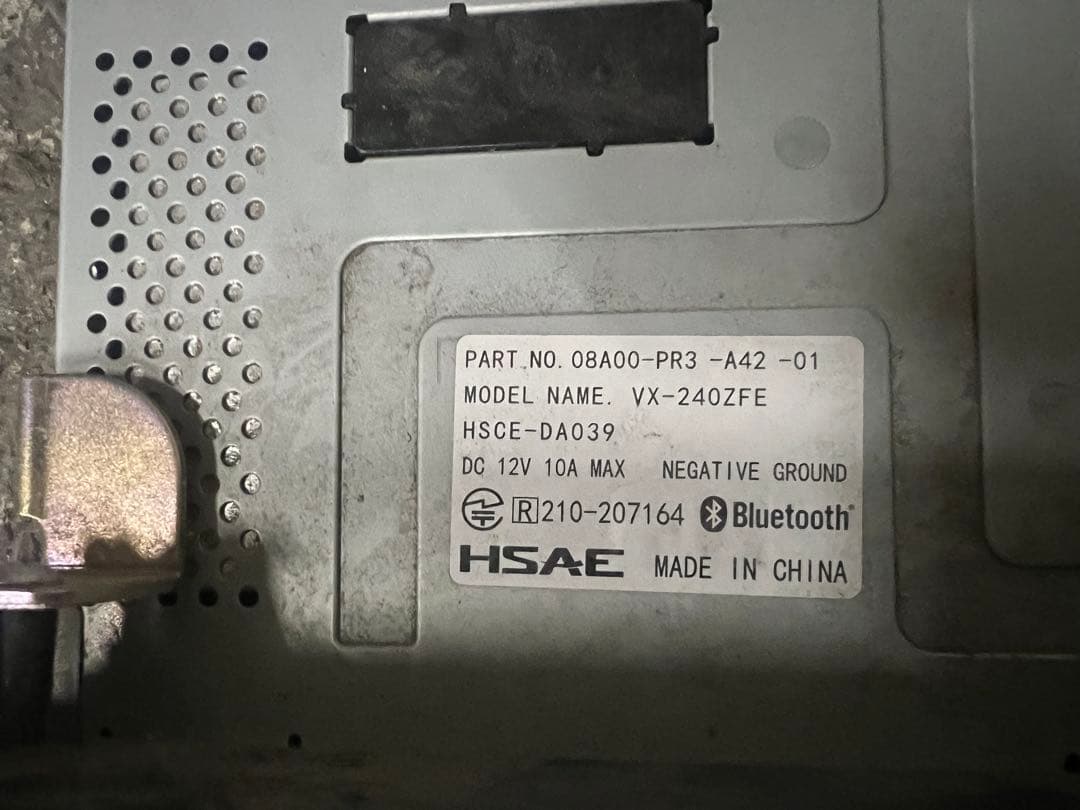 PART NO. 08A00-PR3 -A42 -01
MODEL NAME. VX-240ZFE
HSCE-DA039
DC 12V 10A MAX NEGATIVE GROUND
R 210-207164 Bluetooth®
HSAE MADE IN CHINA